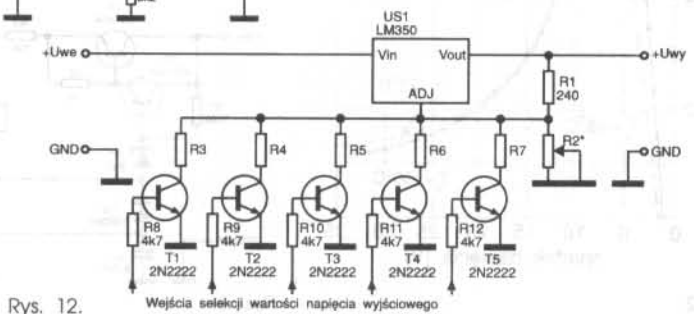 US1
LM350
+Uwe
Vin
Vout
+Uwy
ADJ
R1
240
GND
R3
R4
R5
R6
R7
R2*
GND
R8
4k7
R9
4k7
R10
4k7
R11
4k7
R12
4k7
T1
2N2222
T2
2N2222
T3
2N2222
T4
2N2222
T5
2N2222
Rys. 12.
Wejścia selekcji wartości napięcia wyjściowego